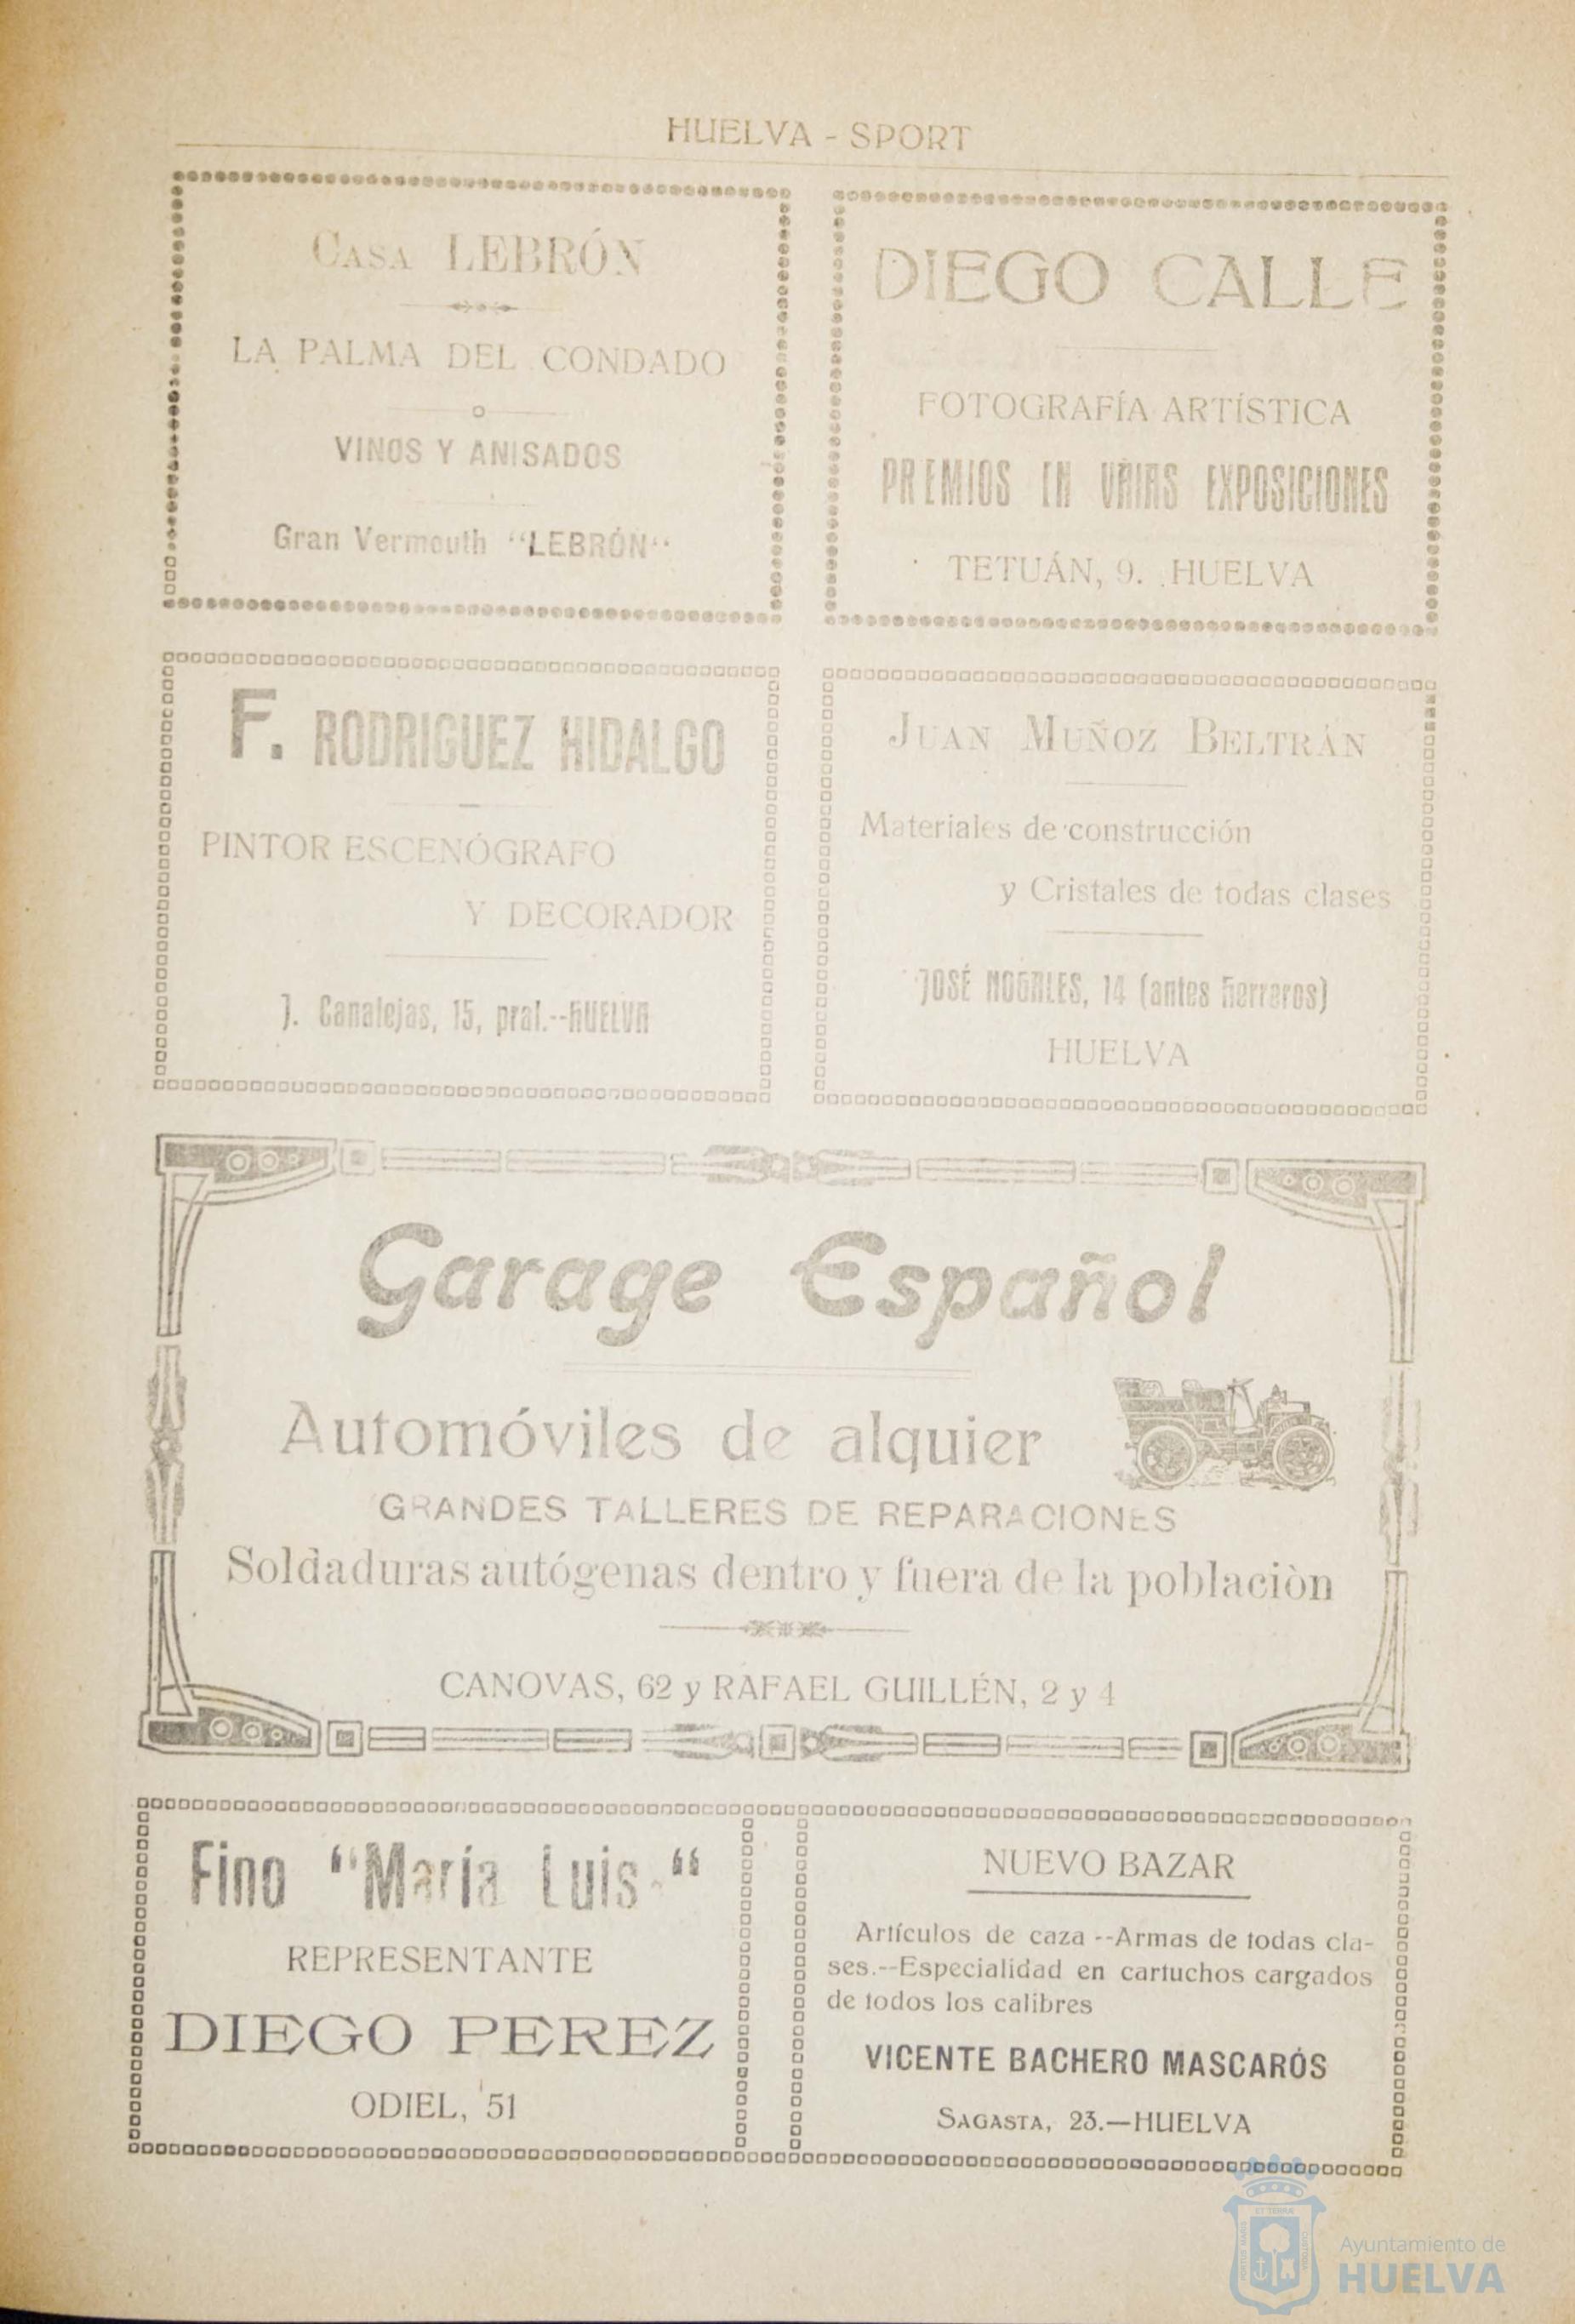 HUELVA - SPORT
CASA LEBRÓN
LA PALMA DEL CONDADO
VINOS Y ANISADOS
Gran Vermouth "LEBRÓN"
DIEGO CALLE
FOTOGRAFÍA ARTÍSTICA
PREMIOS EN VARIAS EXPOSICIONES
TETUÁN, 9. HUELVA
F. RODRIGUEZ HIDALGO
PINTOR ESCENÓGRAFO
Y DECORADOR
J. Canalejas, 15, pral.--HUELVA
JUAN MUÑOZ BELTRÁN
Materiales de construcción
y Cristales de todas clases
JOSÉ NOGALES, 14 (antes Herreros)
HUELVA
Garage Español
Automóviles de alquier
GRANDES TALLERES DE REPARACIONES
Soldaduras autógenas dentro y fuera de la poblaciòn
CANOVAS, 62 y RAFAEL GUILLÉN, 2 y 4
Fino "María Luis "
REPRESENTANTE
DIEGO PEREZ
ODIEL, 51
NUEVO BAZAR
Artículos de caza --Armas de todas cla-
ses.--Especialidad en cartuchos cargados
de todos los calibres
VICENTE BACHERO MASCARÓS
SAGASTA, 23.—HUELVA
Ayuntamiento de
HUELVA